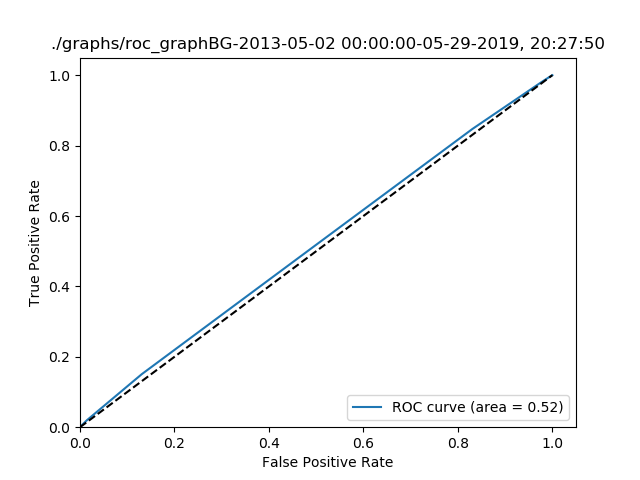 ./graphs/roc_graphBG-2013-05-02 00:00:00-05-29-2019, 20:27:50
1.0
0.8
0.6
0.4
0.2
0.0
True Positive Rate
ROC curve (area = 0.52)
0.0 0.2 0.4 0.6 0.8 1.0
False Positive Rate